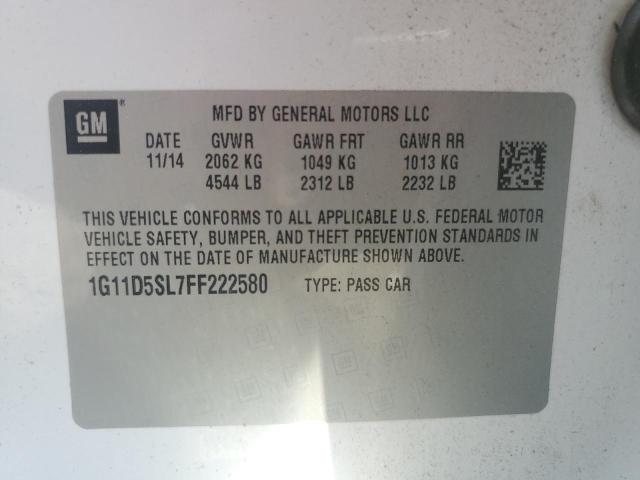 GM® MFD BY GENERAL MOTORS LLC
DATE GVWR GAWR FRT GAWR RR
11/14 2062 KG 1049 KG 1013 KG
4544 LB 2312 LB 2232 LB
THIS VEHICLE CONFORMS TO ALL APPLICABLE U.S. FEDERAL MOTOR
VEHICLE SAFETY, BUMPER, AND THEFT PREVENTION STANDARDS IN
EFFECT ON THE DATE OF MANUFACTURE SHOWN ABOVE.
1G11D5SL7FF222580 TYPE: PASS CAR